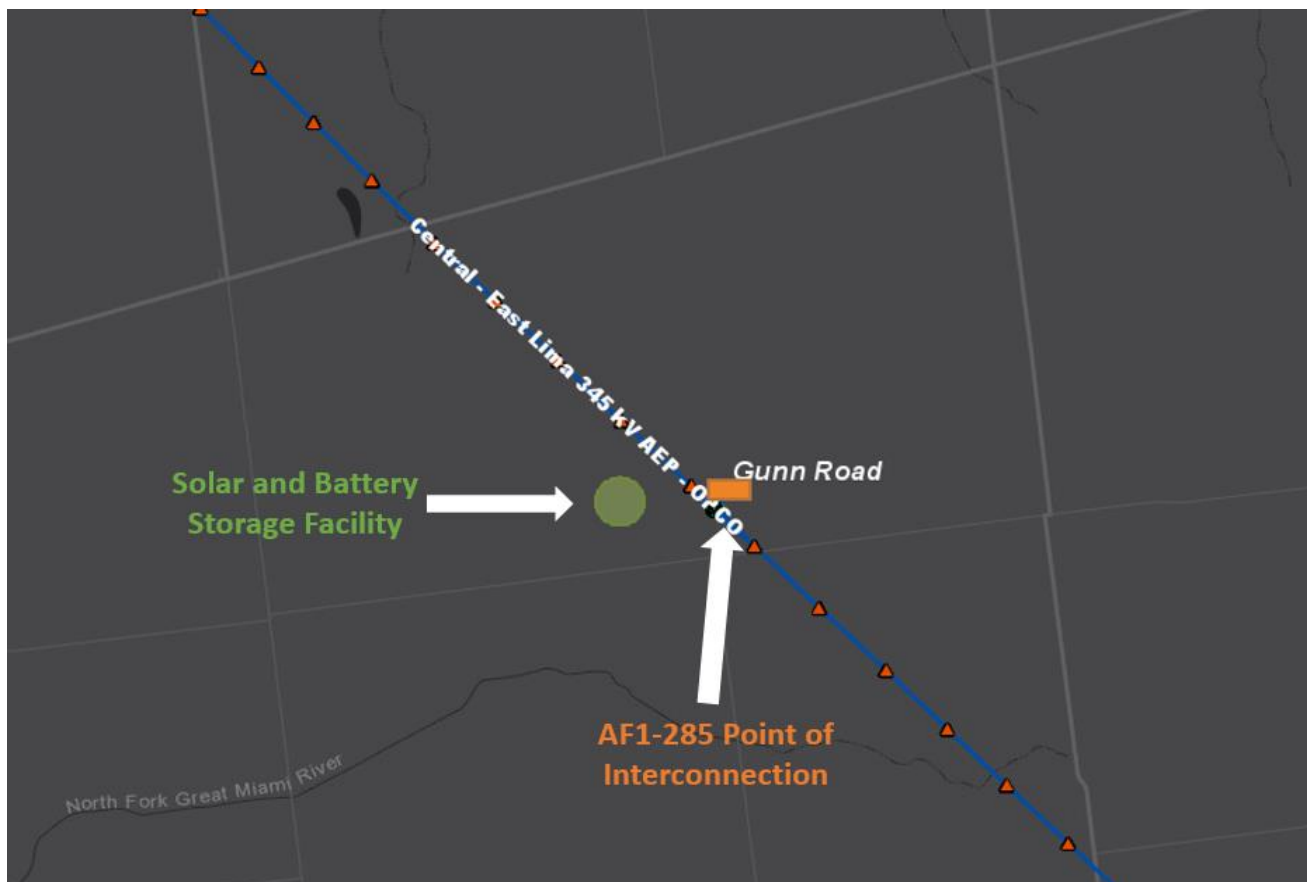 Central - East Lima 345 kV AEP - OPCO
Gunn Road
Solar and Battery
Storage Facility
AF1-285 Point of
Interconnection
North Fork Great Miami River